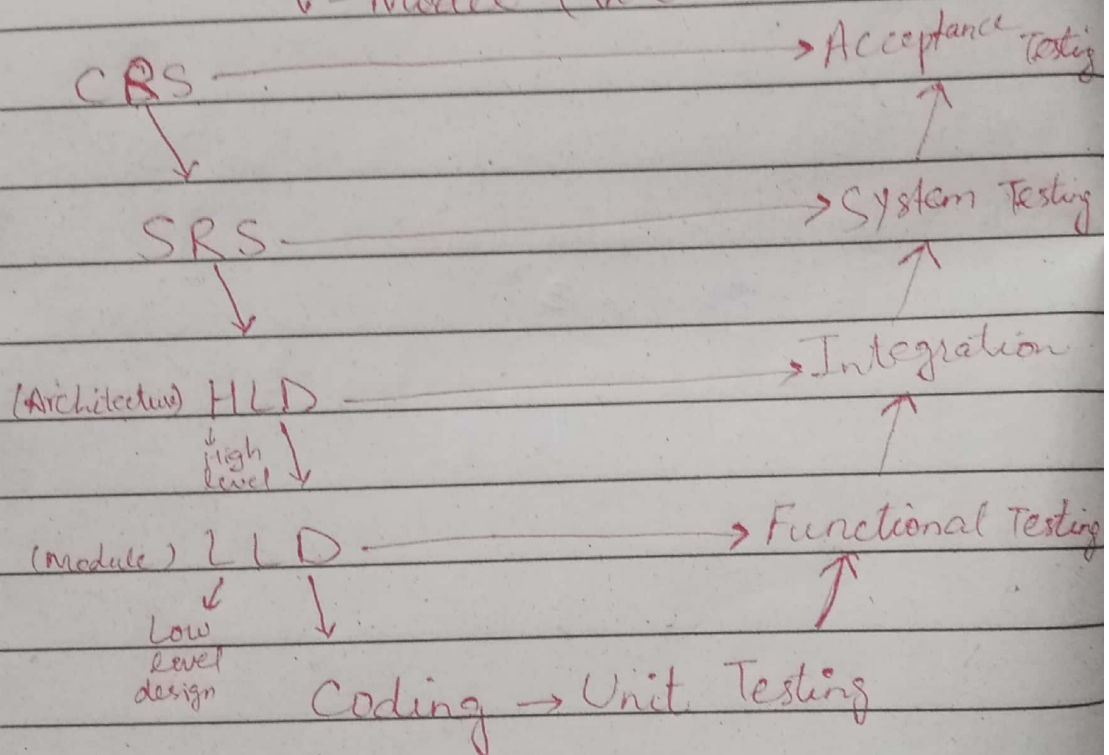 CRS → Acceptance Testig
SRS → System Testing
(Architecture) HLD → Integration
High
level
(Module) LLD → Functional Testing
Low
level
design
Coding → Unit Testing